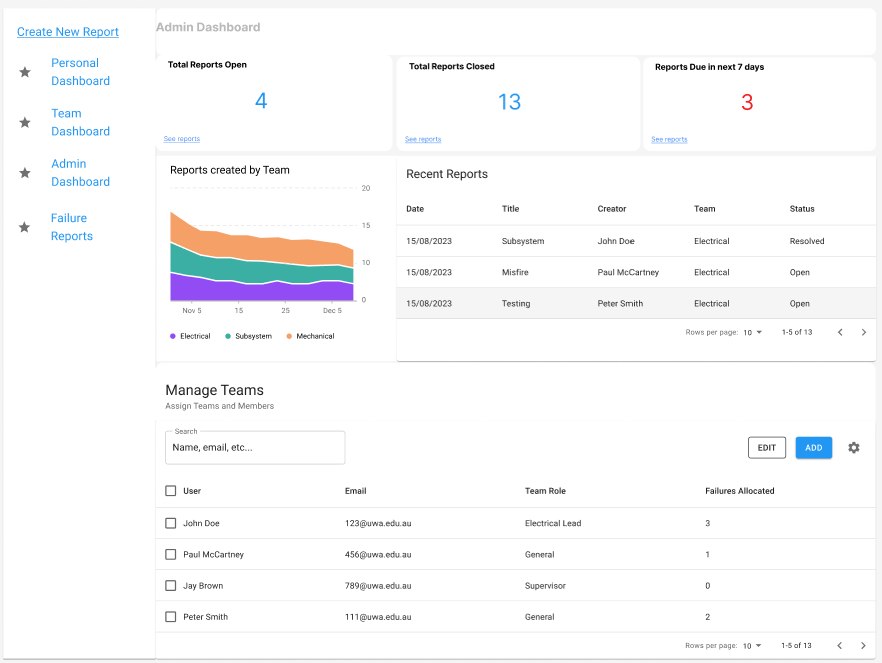 Create New Report
Personal
Dashboard
Team
Dashboard
Admin
Dashboard
Failure
Reports
Admin Dashboard
Total Reports Open
4
See reports
Total Reports Closed
13
See reports
Reports Due in next 7 days
3
See reports
Reports created by Team
20
15
10
0
Nov 5 15 25 Dec 5
Electrical Subsystem Mechanical
Recent Reports
Date Title Creator Team Status
15/08/2023 Subsystem John Doe Electrical Resolved
15/08/2023 Misfire Paul McCartney Electrical Open
15/08/2023 Testing Peter Smith Electrical Open
Rows per page: 10 1-5 of 13
Manage Teams
Assign Teams and Members
Search
Name, email, etc...
EDIT ADD
User Email Team Role Failures Allocated
John Doe 123@uwa.edu.au Electrical Lead 3
Paul McCartney 456@uwa.edu.au General 1
Jay Brown 789@uwa.edu.au Supervisor 0
Peter Smith 111@uwa.edu.au General 2
Rows per page: 10 1-5 of 13